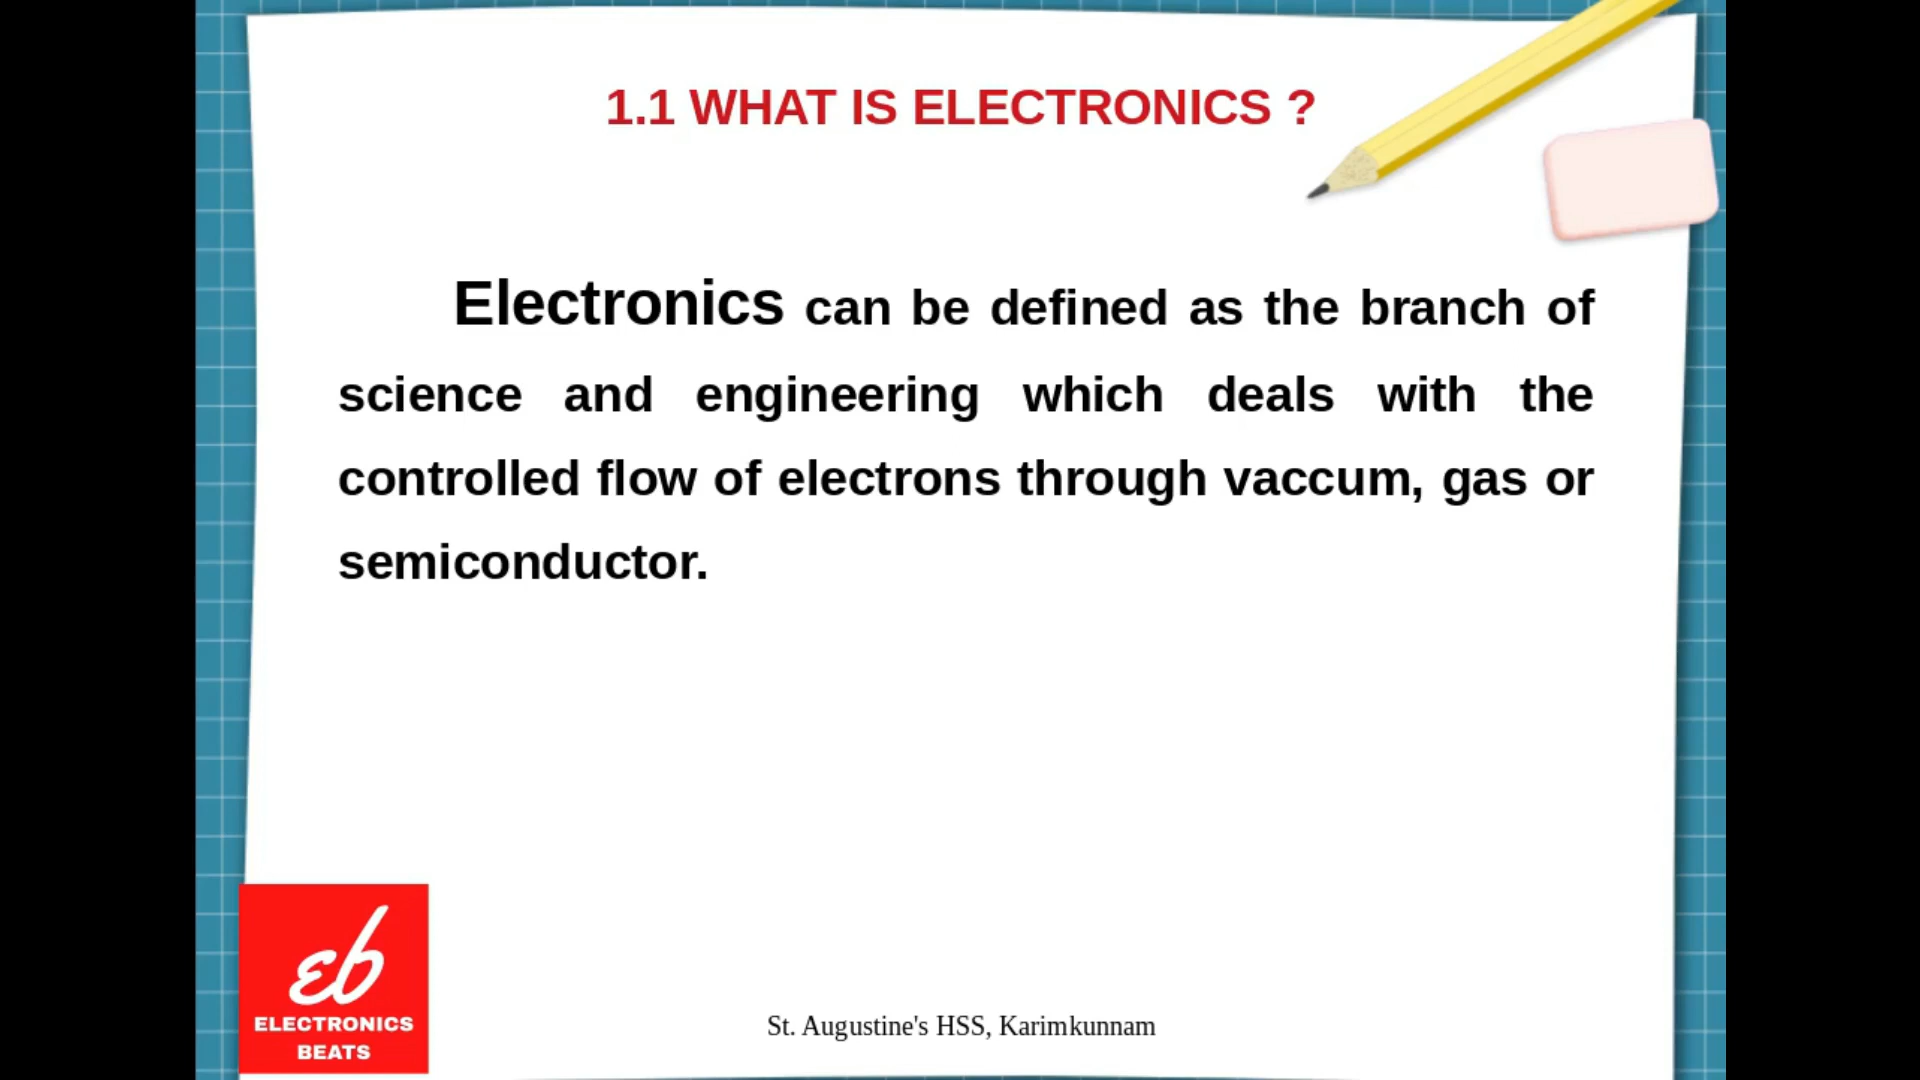 1.1 WHAT IS ELECTRONICS ?
Electronics can be defined as the branch of
science and engineering which deals with the
controlled flow of electrons through vaccum, gas or
semiconductor.
eb
ELECTRONICS
BEATS
St. Augustine's HSS, Karimkunnam